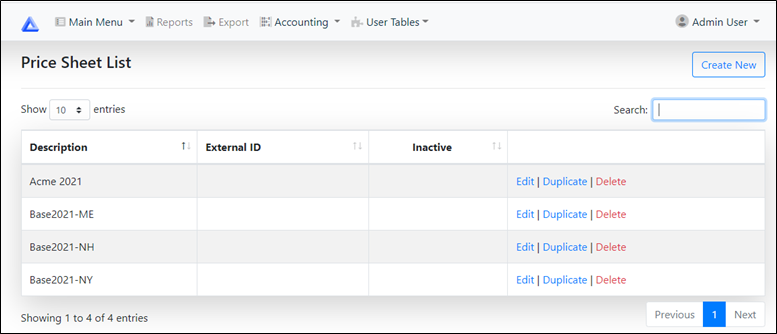 Main Menu Reports Export Accounting User Tables Admin User
Price Sheet List Create New
Show 10 entries Search:
Description External ID Inactive
Acme 2021 Edit | Duplicate | Delete
Base2021-ME Edit | Duplicate | Delete
Base2021-NH Edit | Duplicate | Delete
Base2021-NY Edit | Duplicate | Delete
Showing 1 to 4 of 4 entries Previous 1 Next